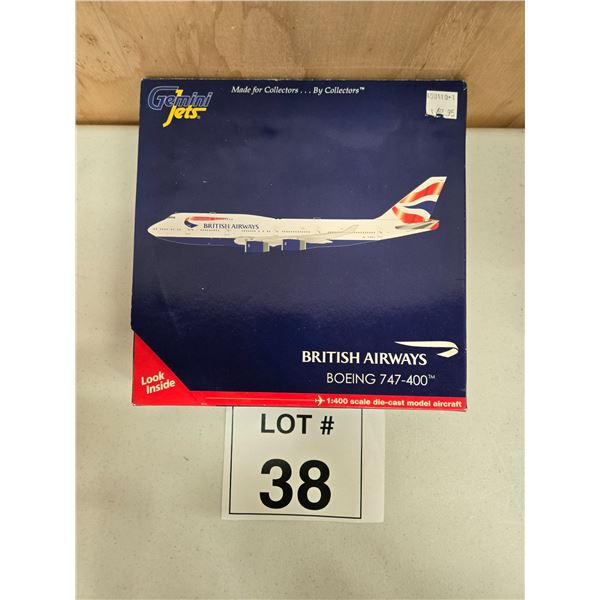 Gemini Jets
Made for Collectors . . . By Collectors™
BRITISH AIRWAYS
BRITISH AIRWAYS
BOEING 747-400™
Look
Inside
1:400 scale die-cast model aircraft
LOT #
38